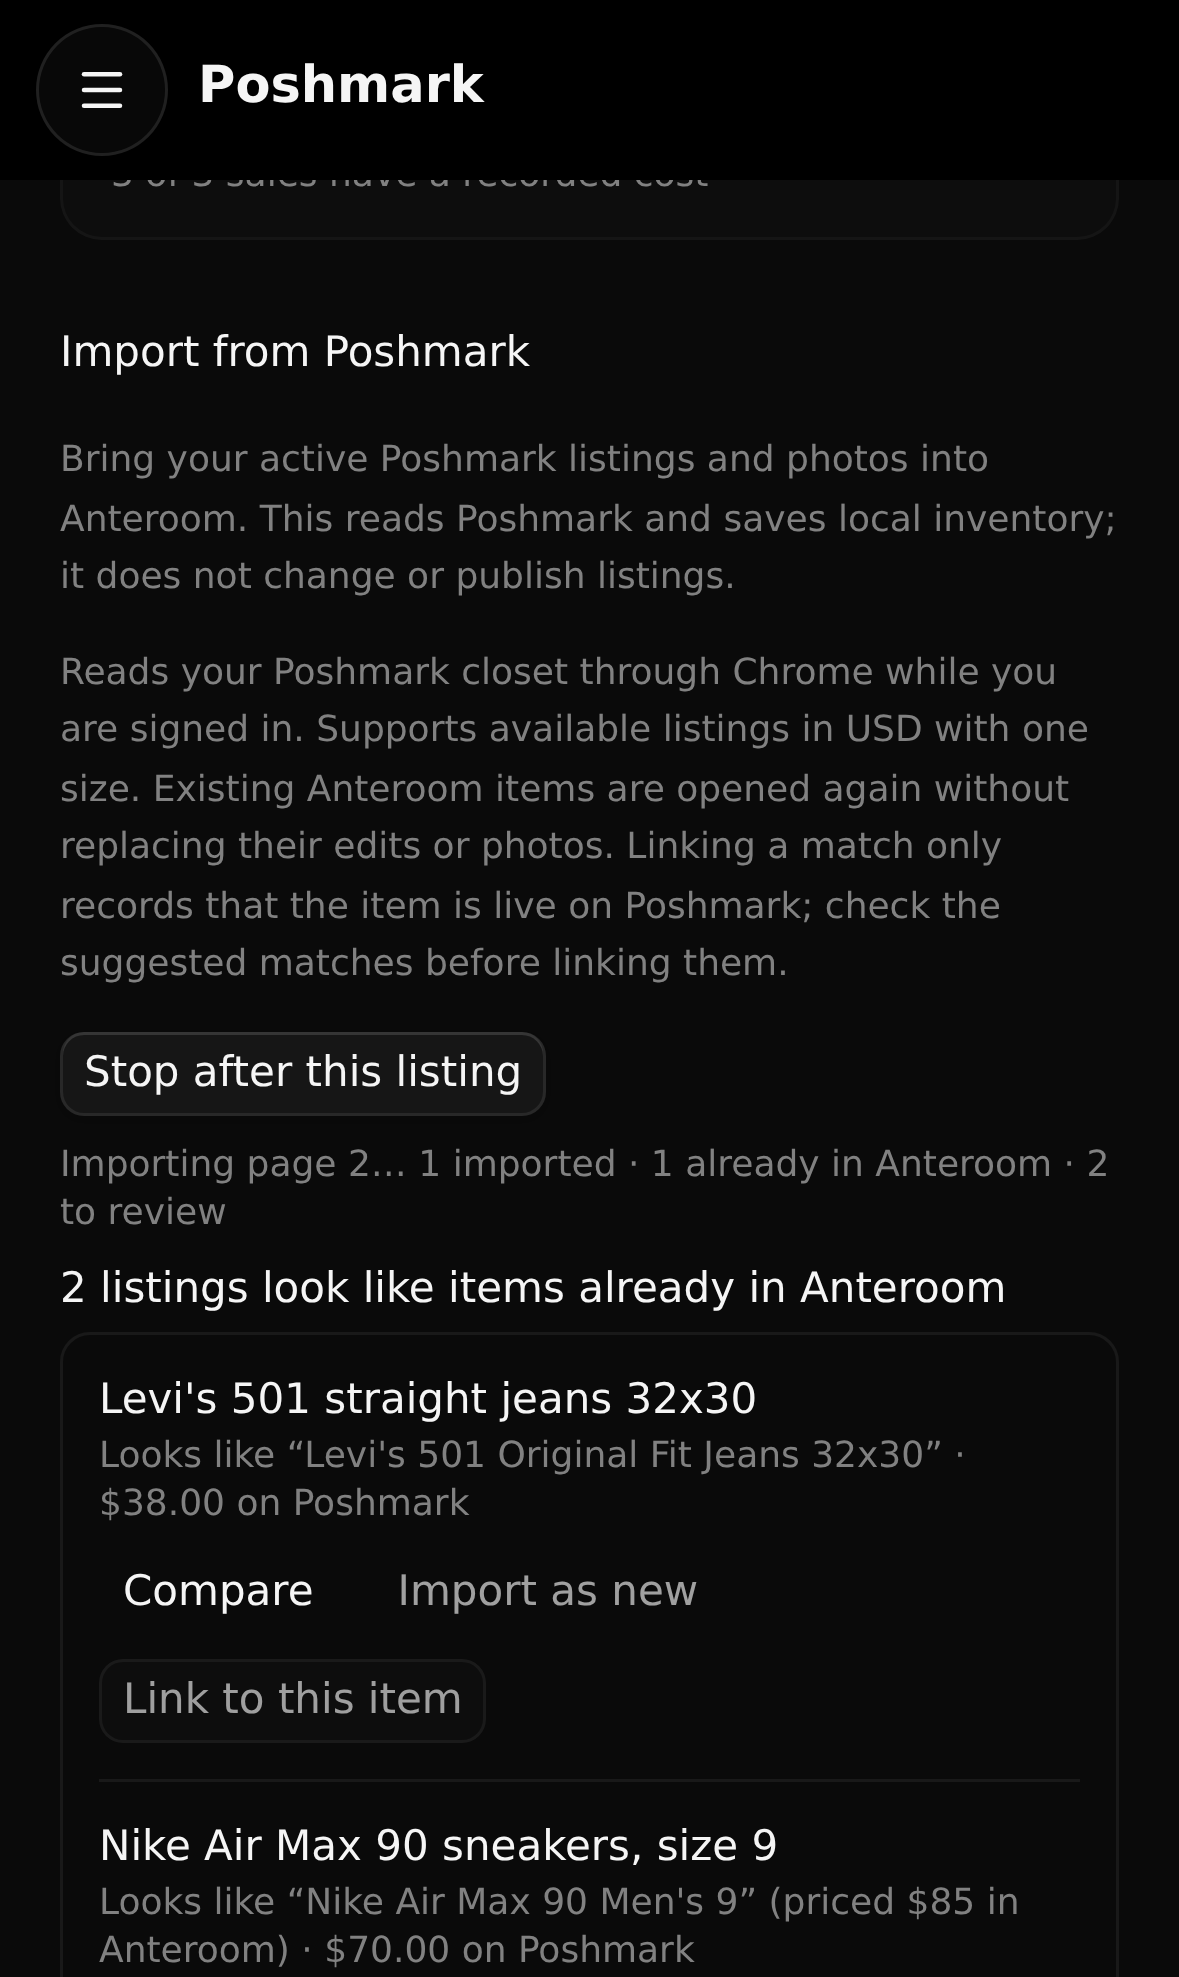 Poshmark
sales have a recorded cost
Import from Poshmark
Bring your active Poshmark listings and photos into
Anteroom. This reads Poshmark and saves local inventory;
it does not change or publish listings.
Reads your Poshmark closet through Chrome while you
are signed in. Supports available listings in USD with one
size. Existing Anteroom items are opened again without
replacing their edits or photos. Linking a match only
records that the item is live on Poshmark; check the
suggested matches before linking them.
Stop after this listing
Importing page 2... 1 imported · 1 already in Anteroom · 2
to review
2 listings look like items already in Anteroom
Levi's 501 straight jeans 32x30
Looks like “Levi's 501 Original Fit Jeans 32x30” ·
$38.00 on Poshmark
Compare
Import as new
Link to this item
Nike Air Max 90 sneakers, size 9
Looks like “Nike Air Max 90 Men's 9” (priced $85 in
Anteroom) · $70.00 on Poshmark